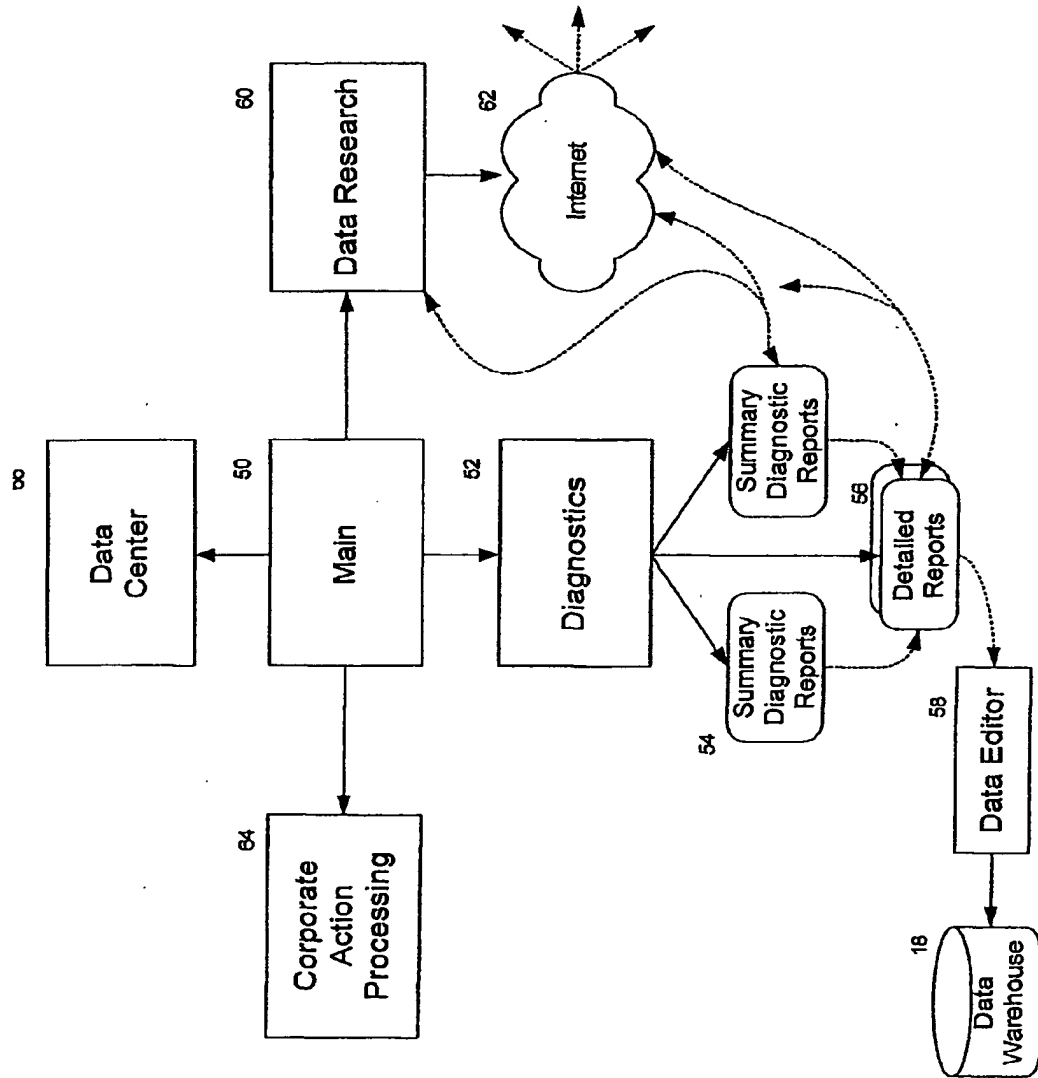 8
Data
Center
64
Corporate
Action
Processing
50
Main
60
Data Research
52
Diagnostics
62
Internet
54
Summary
Diagnostic
Reports
Summary
Diagnostic
Reports
56
Detailed
Reports
58
Data Editor
18
Data
Warehouse